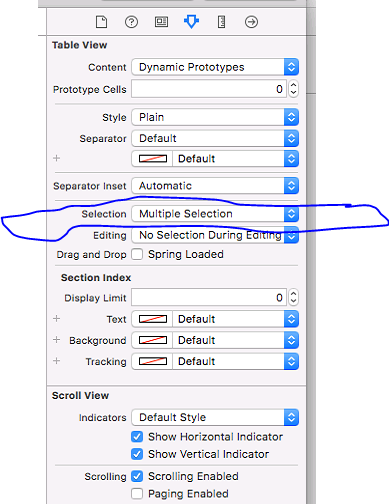 Table View
Content Dynamic Prototypes
Prototype Cells 0
Style Plain
Separator Default
+ Default
Separator Inset Automatic
Selection Multiple Selection
Editing No Selection During Editing
Drag and Drop Spring Loaded
Section Index
Display Limit 0
+ Text Default
+ Background Default
+ Tracking Default
Scroll View
Indicators Default Style
Show Horizontal Indicator
Show Vertical Indicator
Scrolling Scrolling Enabled
Paging Enabled